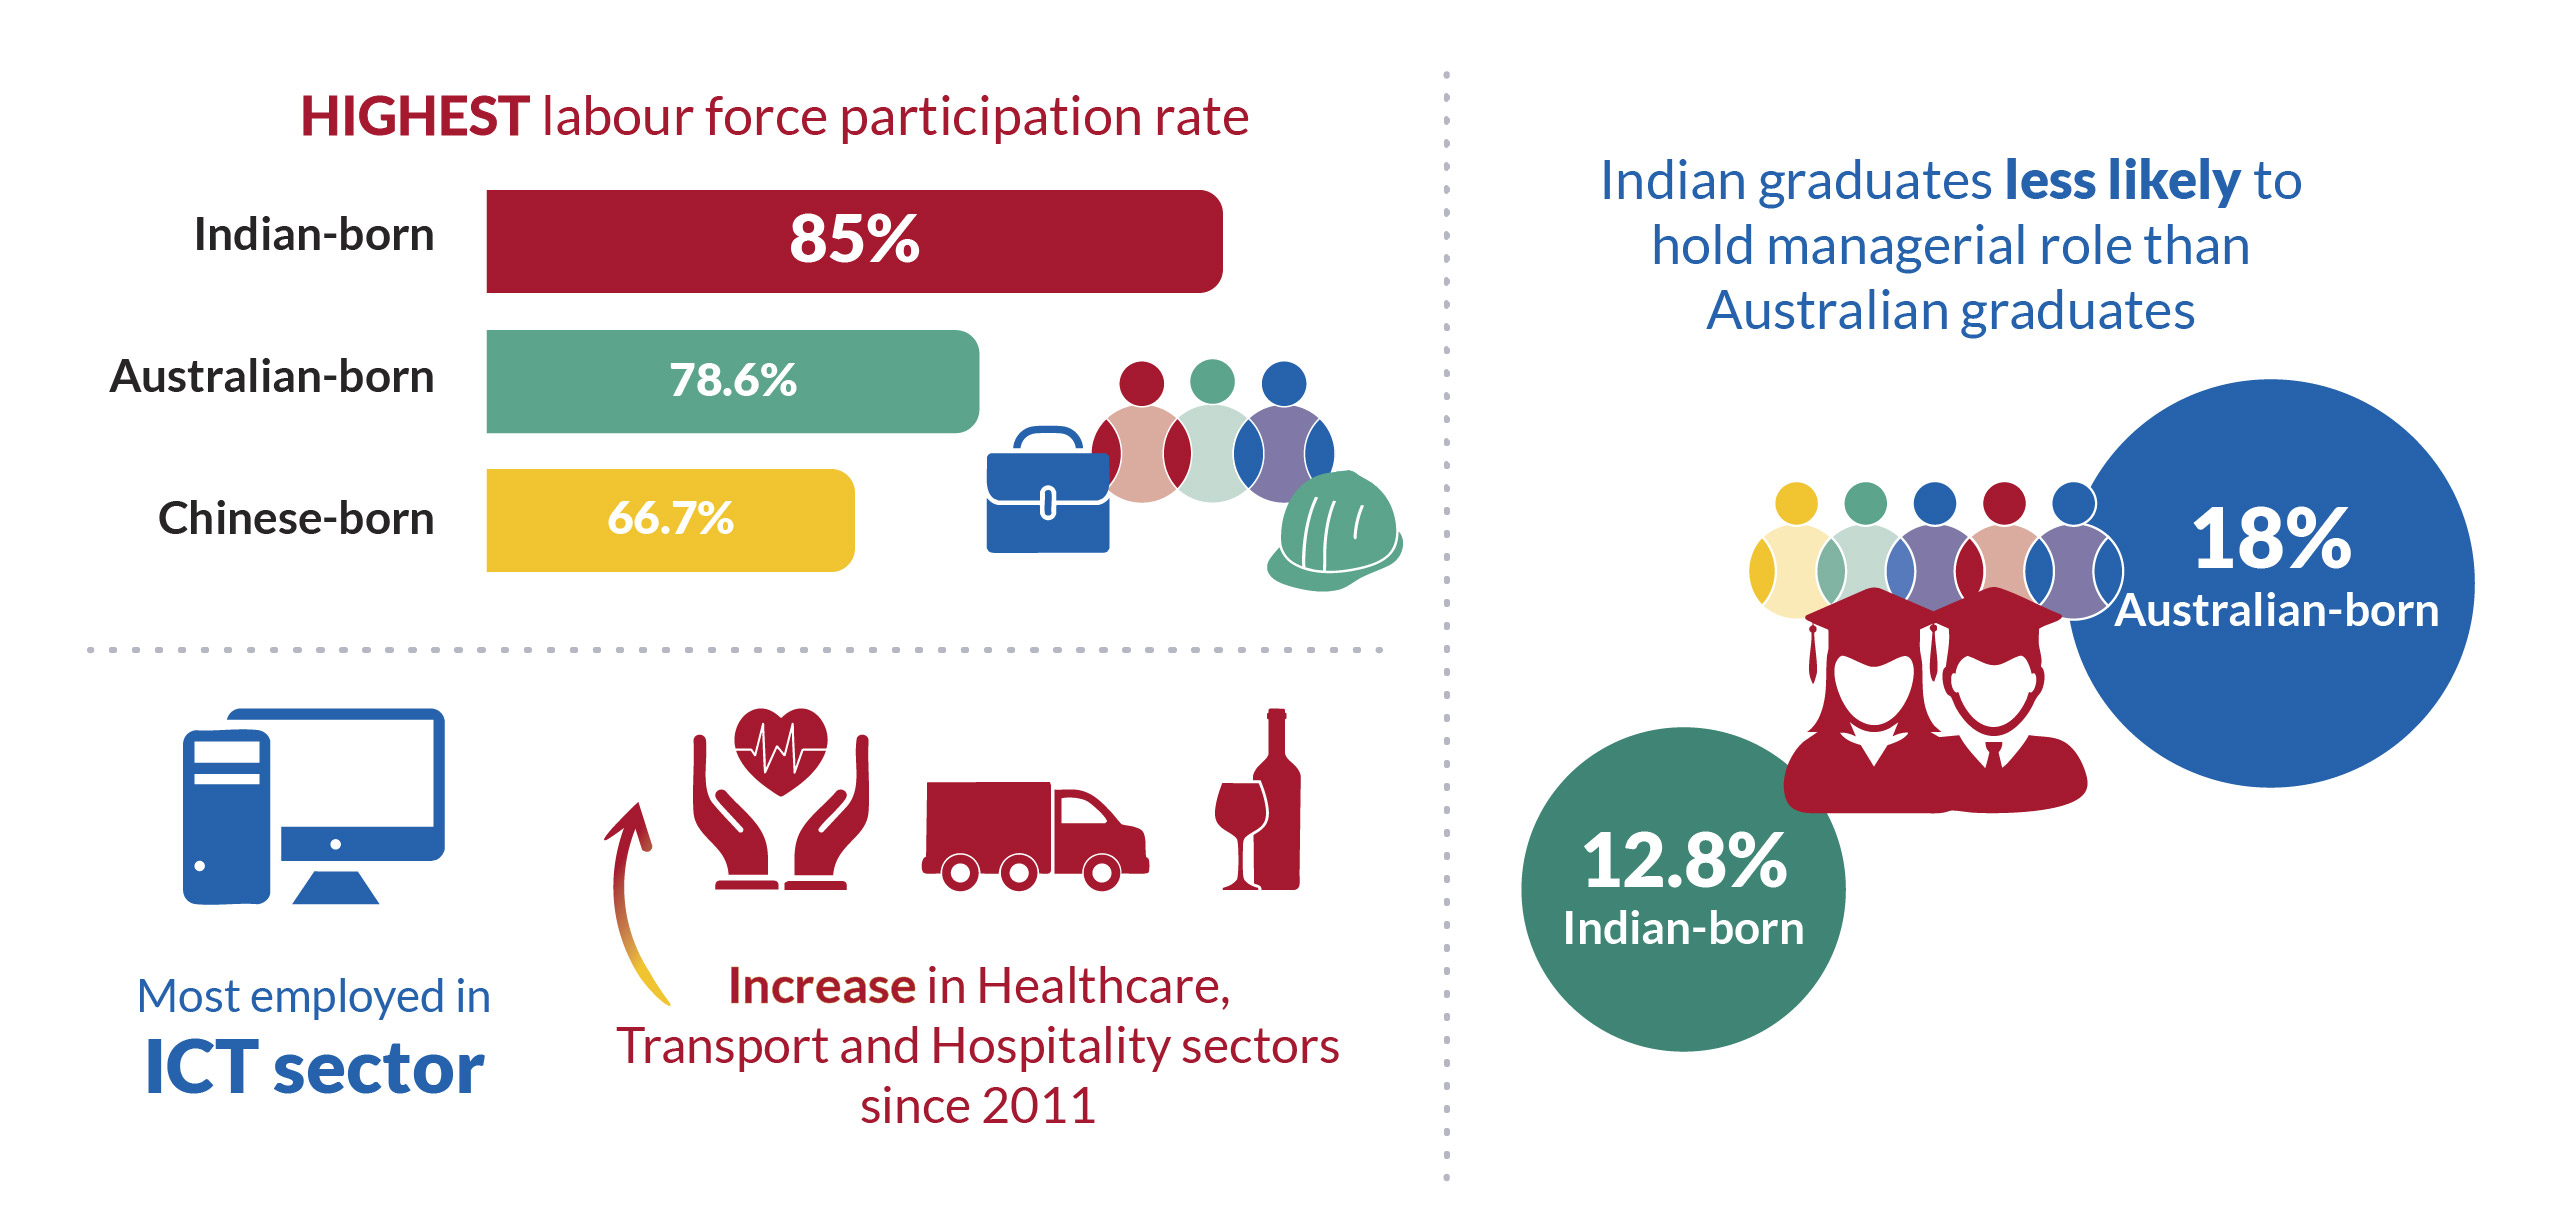 HIGHEST labour force participation rate
Indian-born
85%
Australian-born
78.6%
Chinese-born
66.7%
Most employed in
ICT sector
Increase in Healthcare,
Transport and Hospitality sectors
since 2011
Indian graduates less likely to
hold managerial role than
Australian graduates
18%
Australian-born
12.8%
Indian-born